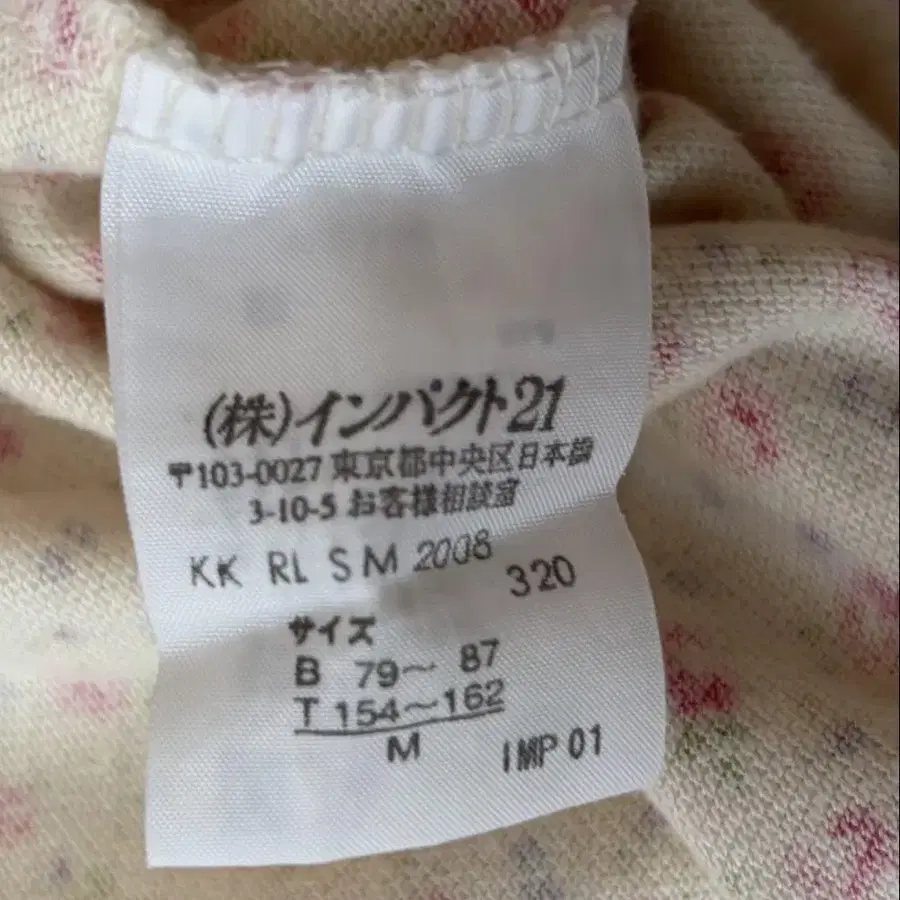 (株)インパクト21
〒103-0027 東京都中央区日本橋
3-10-5 お客様相談室
KK RL SM 2008
320
サイズ
B 79〜 87
T 154〜162
M
IMP 01